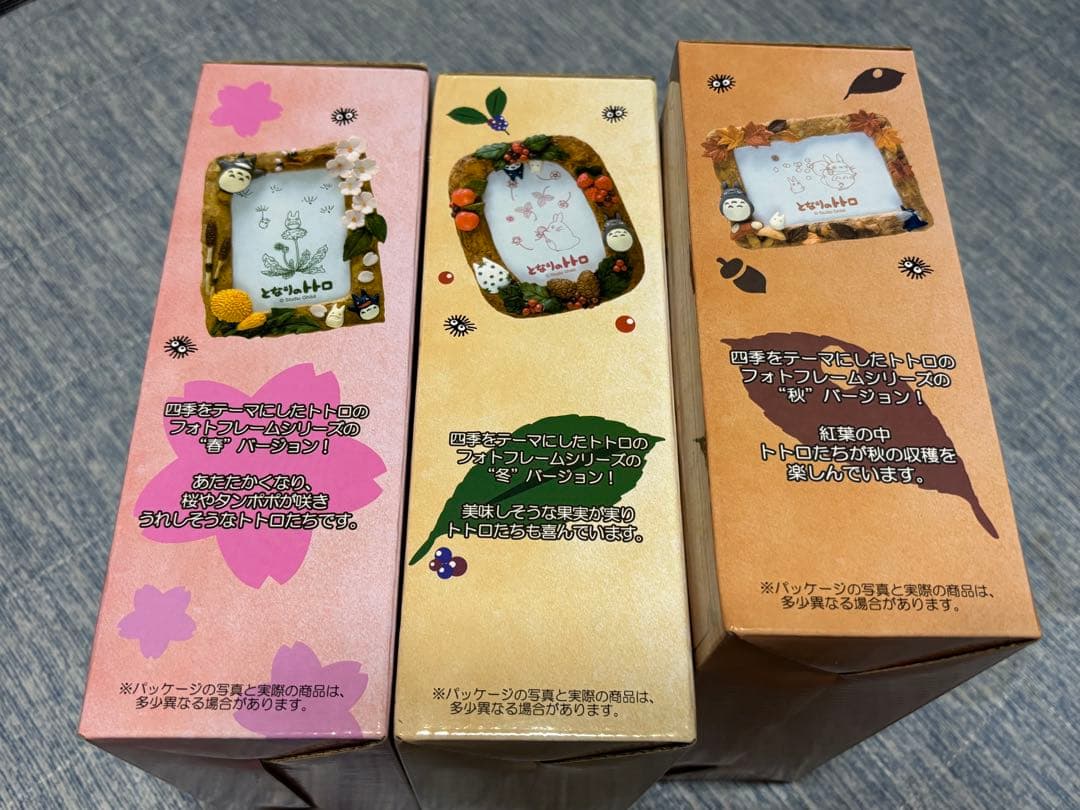 となりのトトロ
© Studio Ghibli
四季をテーマにしたトトロの
フォトフレームシリーズの
“春”バージョン！
あたたかくなり、
桜やタンポポが咲き
うれしそうなトトロたちです。
※パッケージの写真と実際の商品は、
多少異なる場合があります。
となりのトトロ
© Studio Ghibli
四季をテーマにしたトトロの
フォトフレームシリーズの
“冬”バージョン！
美味しそうな果実が実り
トトロたちも喜んでいます。
※パッケージの写真と実際の商品は、
多少異なる場合があります。
となりのトトロ
© Studio Ghibli
四季をテーマにしたトトロの
フォトフレームシリーズの
“秋”バージョン！
紅葉の中
トトロたちが秋の収穫を
楽しんでいます。
※パッケージの写真と実際の商品は、
多少異なる場合があります。